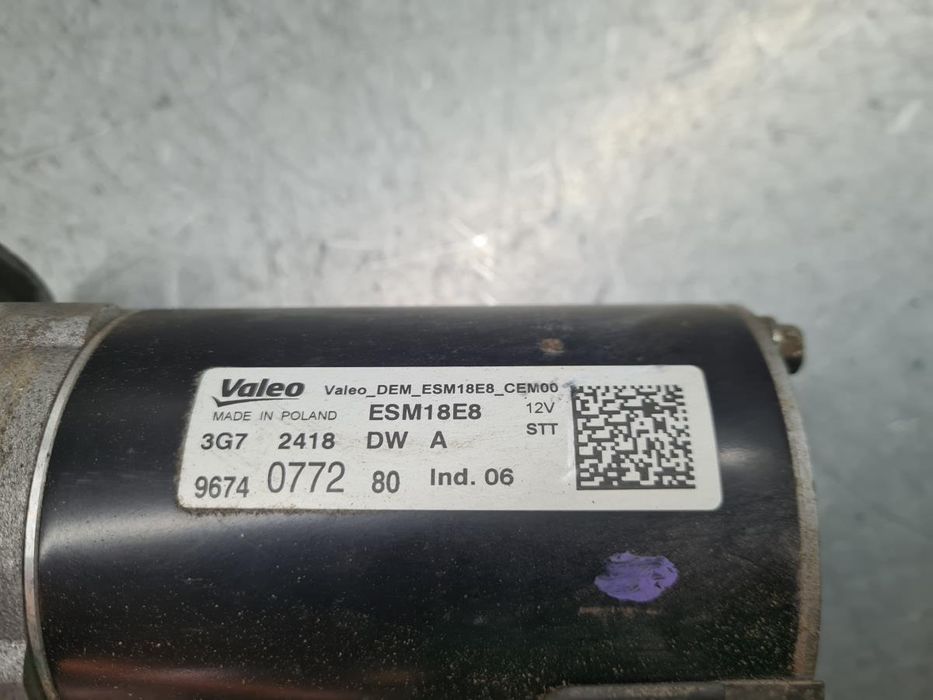 Valeo Valeo_DEM_ESM18E8_CEM00
MADE IN POLAND ESM18E8 12V
STT
3G7 2418 DW A
9674 0772 80 Ind. 06